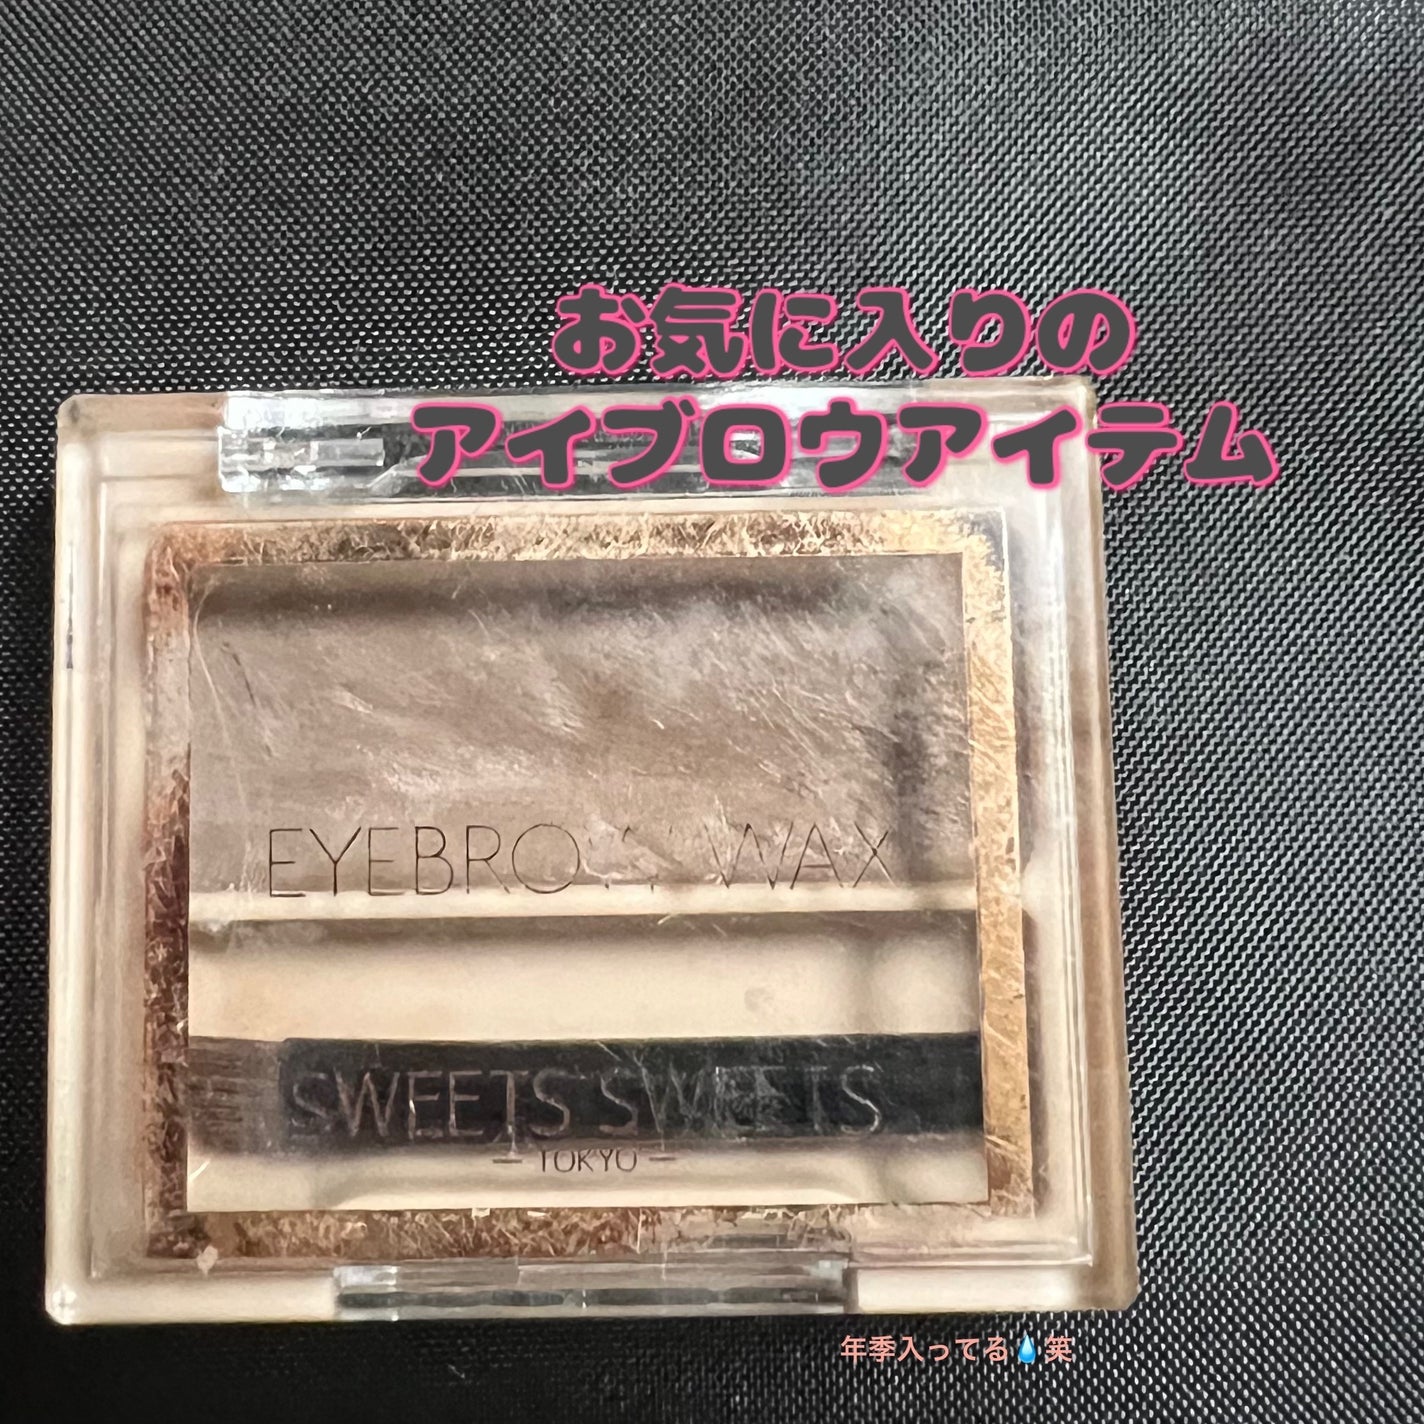 お気に入りの
アイブロウアイテム
EYEBROW WAX
SWEETS SWEETS
— TOKYO —
年季入ってる💧笑